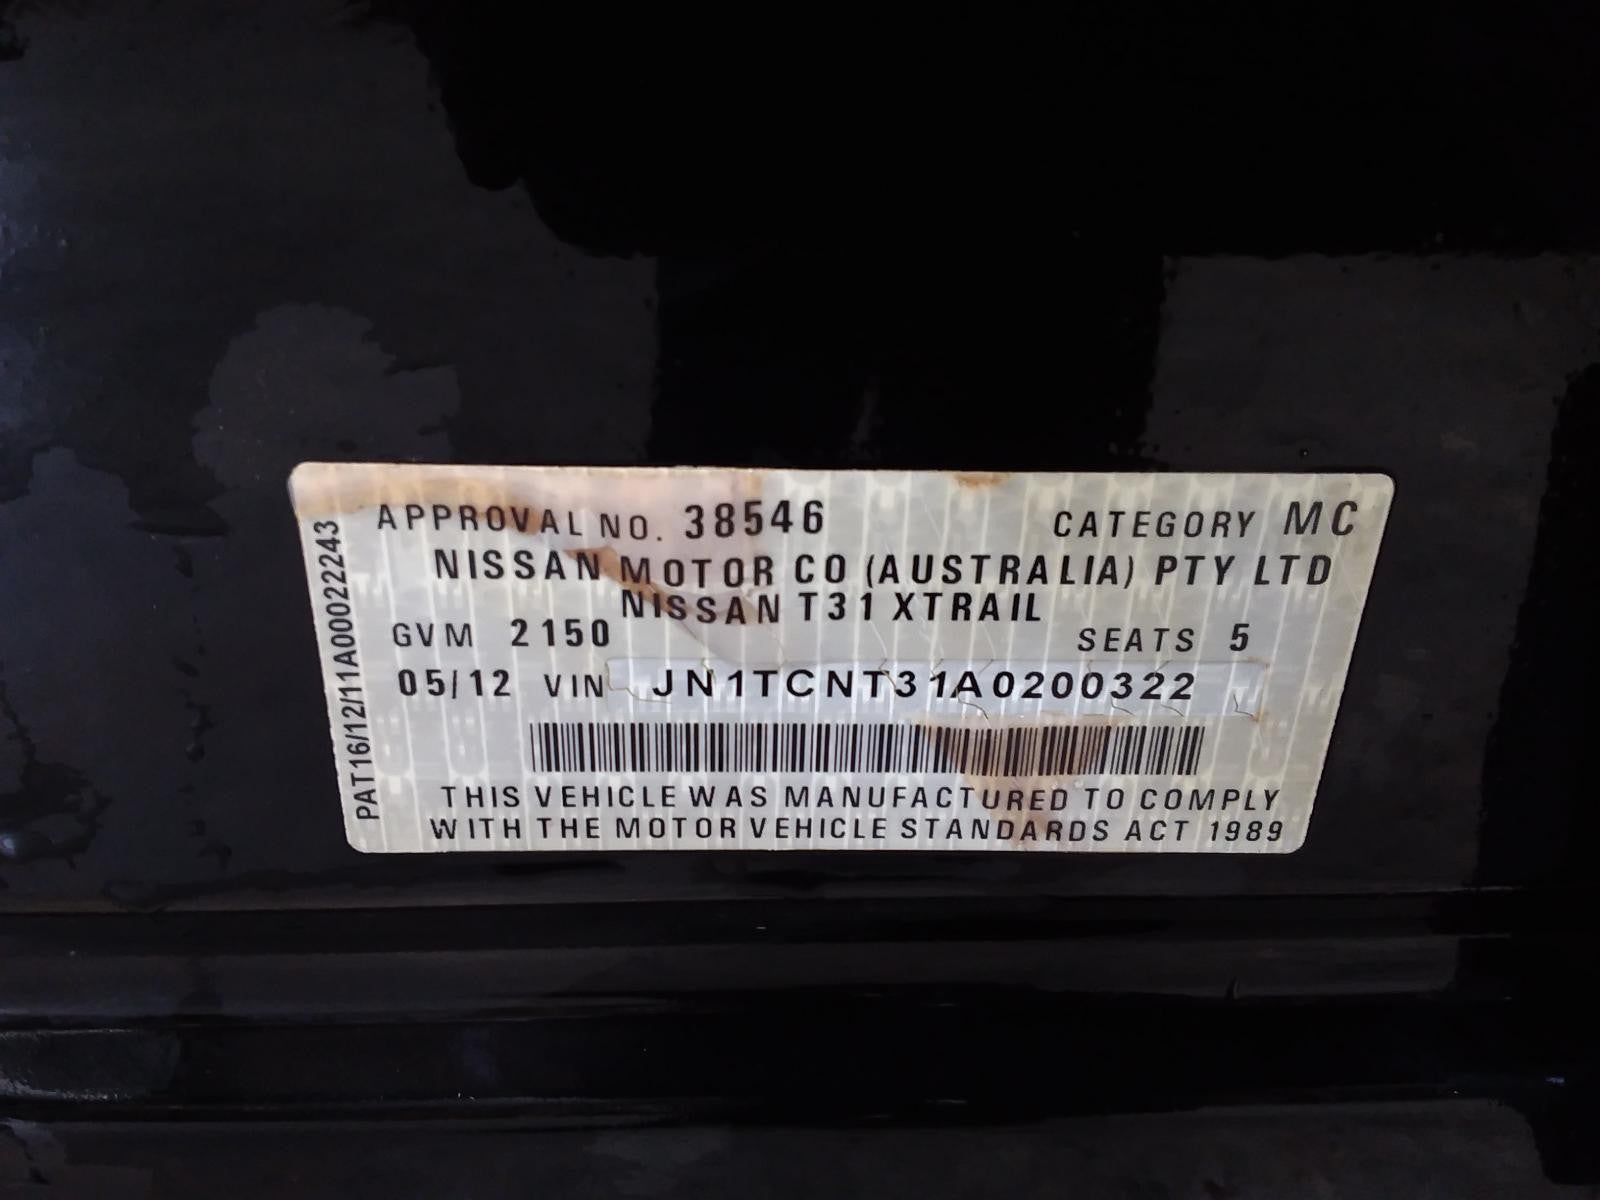 APPROVAL NO. 38546 CATEGORY MC
NISSAN MOTOR CO (AUSTRALIA) PTY LTD
NISSAN T31 XTRAIL
GVM 2150 SEATS 5
05/12 VIN JN1TCNT31A0200322
THIS VEHICLE WAS MANUFACTURED TO COMPLY
WITH THE MOTOR VEHICLE STANDARDS ACT 1989
PAT16/12/11A00022243